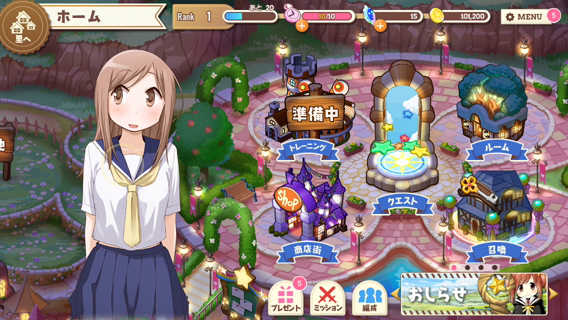 ホーム
里へ
Rank 1
あと 20
10/10
15
101,200
MENU
5
準備中
トレーニング
ルーム
クエスト
Shop
商店街
召喚
5
プレゼント
ミッション
編成
おしらせ